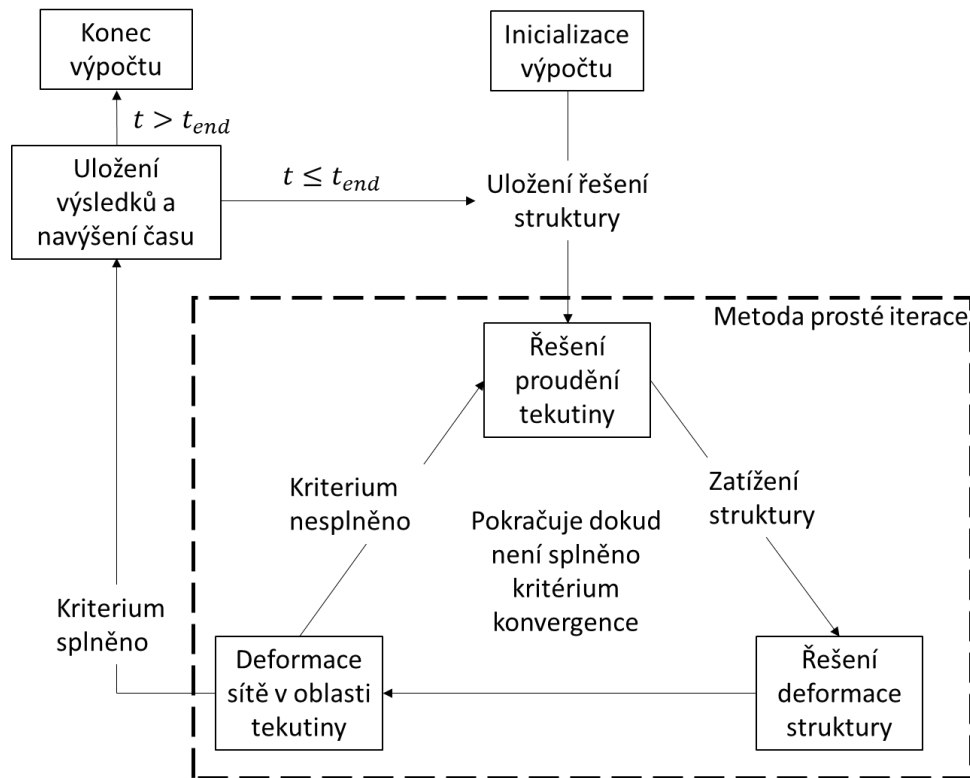 Konec
výpočtu
Inicializace
výpočtu
t > t_end
Uložení
výsledků a
navýšení času
t ≤ t_end
Uložení řešení
struktury
Metoda prosté iterace
Řešení
proudění
tekutiny
Kriterium
nesplněno
Zatížení
struktury
Pokračuje dokud
není splněno
kritérium
konvergence
Kriterium
splněno
Deformace
sítě v oblasti
tekutiny
Řešení
deformace
struktury